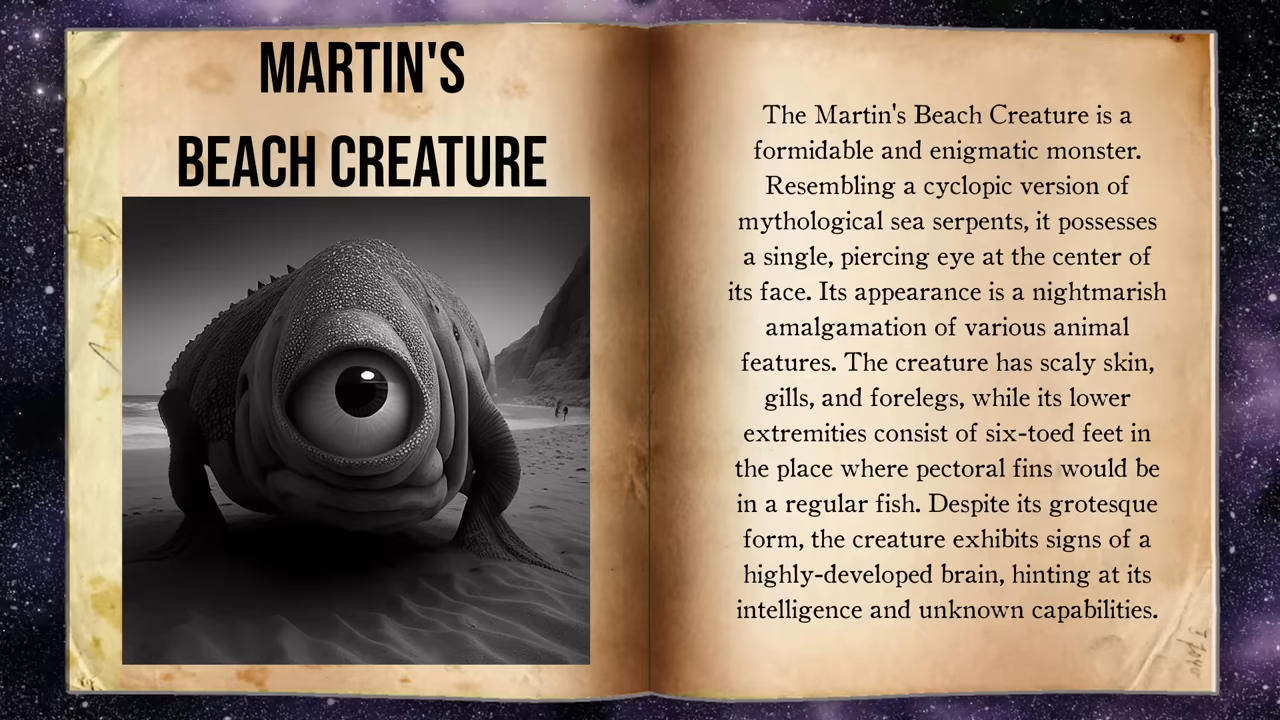 MARTIN'S
BEACH CREATURE
The Martin's Beach Creature is a
formidable and enigmatic monster.
Resembling a cyclopic version of
mythological sea serpents, it possesses
a single, piercing eye at the center of
its face. Its appearance is a nightmarish
amalgamation of various animal
features. The creature has scaly skin,
gills, and forelegs, while its lower
extremities consist of six-toed feet in
the place where pectoral fins would be
in a regular fish. Despite its grotesque
form, the creature exhibits signs of a
highly-developed brain, hinting at its
intelligence and unknown capabilities.